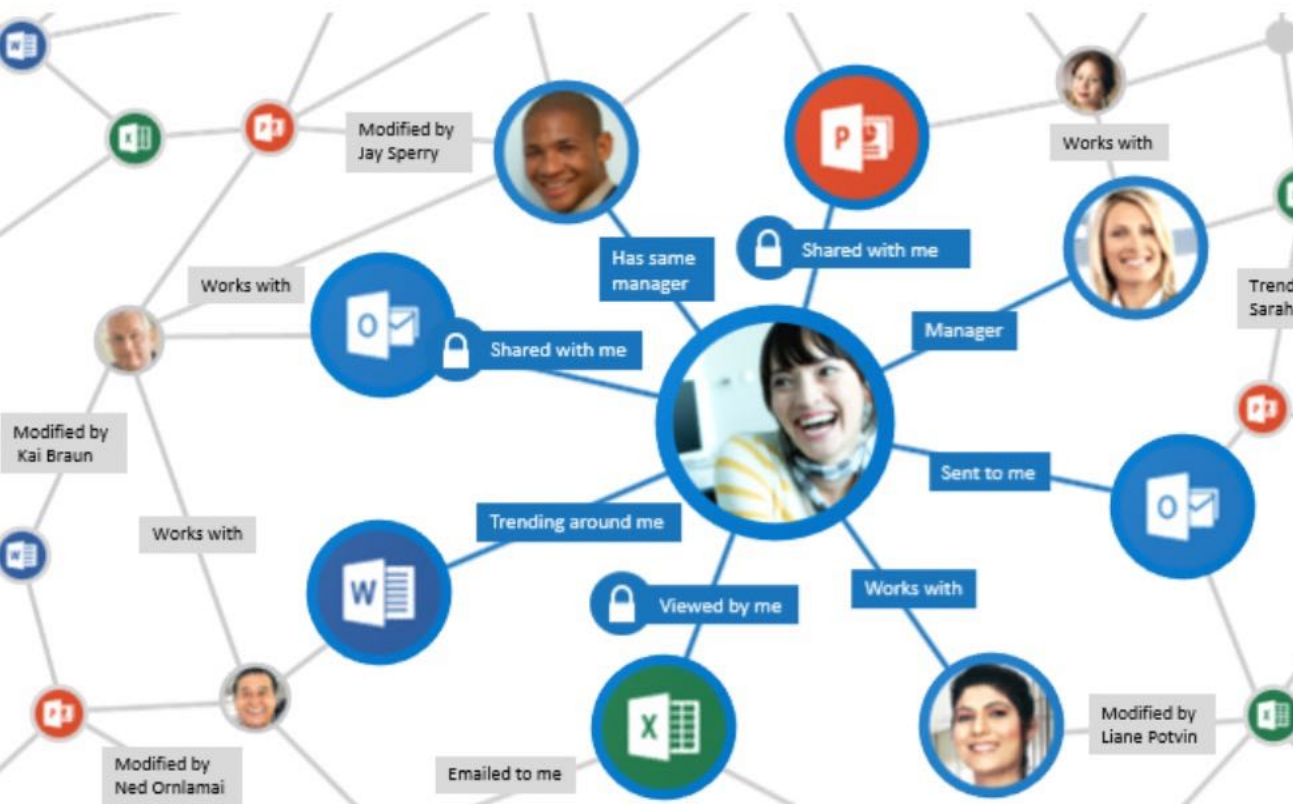 Modified by
Jay Sperry
Works with
Has same
manager
Shared with me
Works with
Manager
Trend
Sarah
Shared with me
Modified by
Kai Braun
Sent to me
Trending around me
Works with
Viewed by me
Works with
Modified by
Liane Potvin
Modified by
Ned Ornlamai
Emailed to me
W
X
P
P
O
P
O
W
W
P
X
X